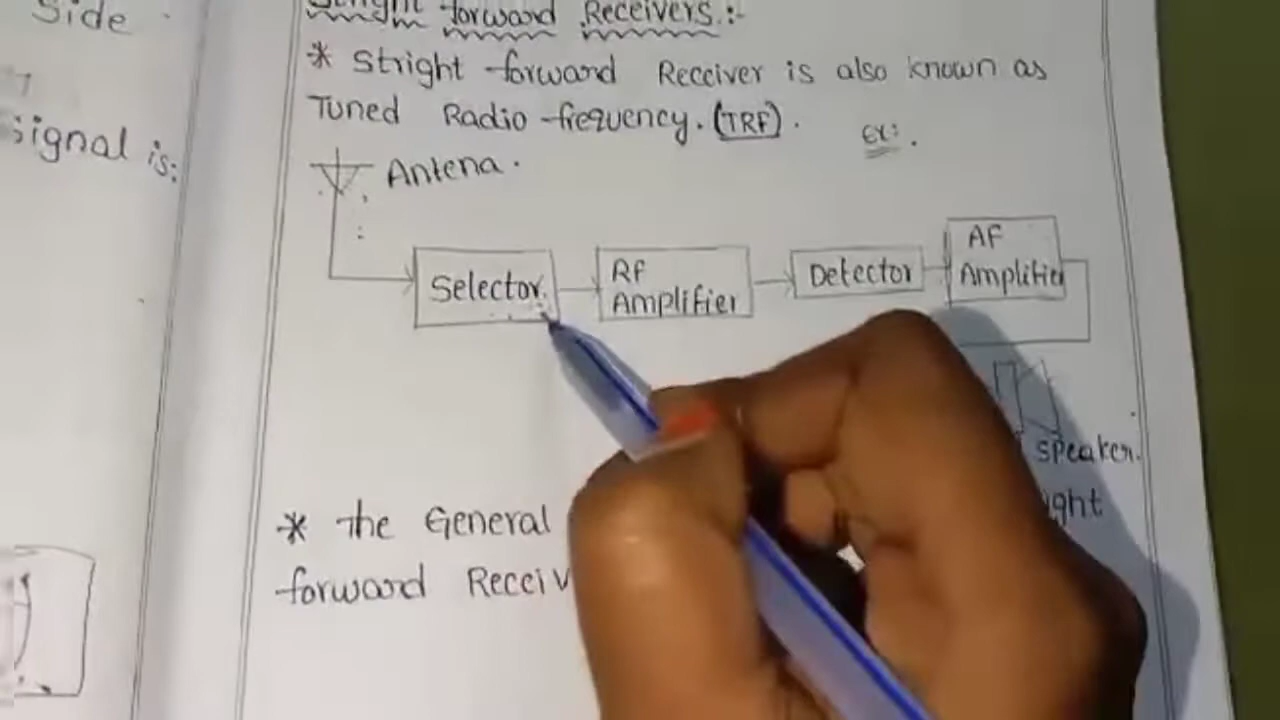 Side
signal is:
Stright forward Receivers:-
* Stright forward Receiver is also known as
Tuned Radio frequency. (TRF).
Ex:
Antena.
Selector
RF
Amplifier
Detector
AF
Amplifier
speaker.
* The General
forward Receiv